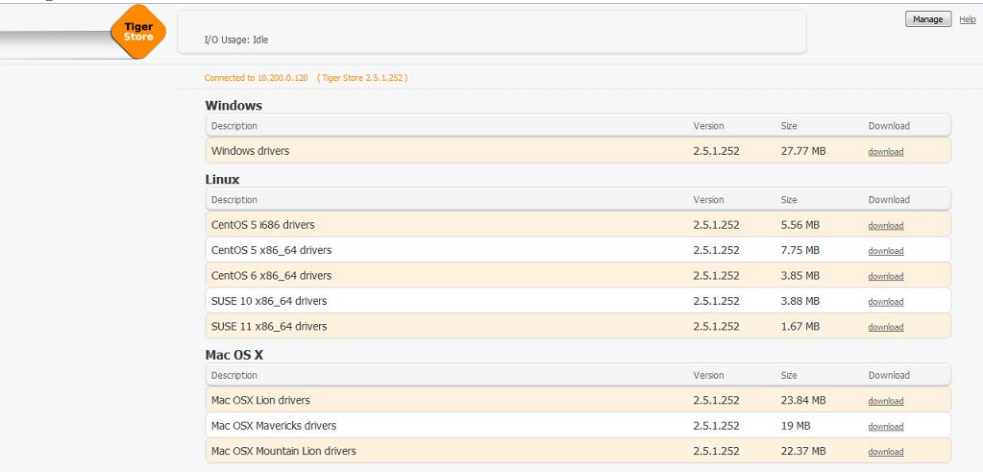 Tiger
Store
I/O Usage: Idle
Manage Help
Connected to 10.200.0.120 (Tiger Store 2.5.1.252)
Windows
Description Version Size Download
Windows drivers 2.5.1.252 27.77 MB download
Linux
Description Version Size Download
CentOS 5 i686 drivers 2.5.1.252 5.56 MB download
CentOS 5 x86_64 drivers 2.5.1.252 7.75 MB download
CentOS 6 x86_64 drivers 2.5.1.252 3.85 MB download
SUSE 10 x86_64 drivers 2.5.1.252 3.88 MB download
SUSE 11 x86_64 drivers 2.5.1.252 1.67 MB download
Mac OS X
Description Version Size Download
Mac OSX Lion drivers 2.5.1.252 23.84 MB download
Mac OSX Mavericks drivers 2.5.1.252 19 MB download
Mac OSX Mountain Lion drivers 2.5.1.252 22.37 MB download